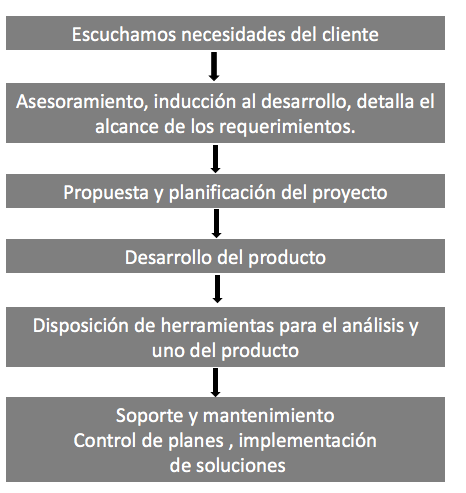 Escuchamos necesidades del cliente
Asesoramiento, inducción al desarrollo, detalla el
alcance de los requerimientos.
Propuesta y planificación del proyecto
Desarrollo del producto
Disposición de herramientas para el análisis y
uno del producto
Soporte y mantenimiento
Control de planes , implementación
de soluciones